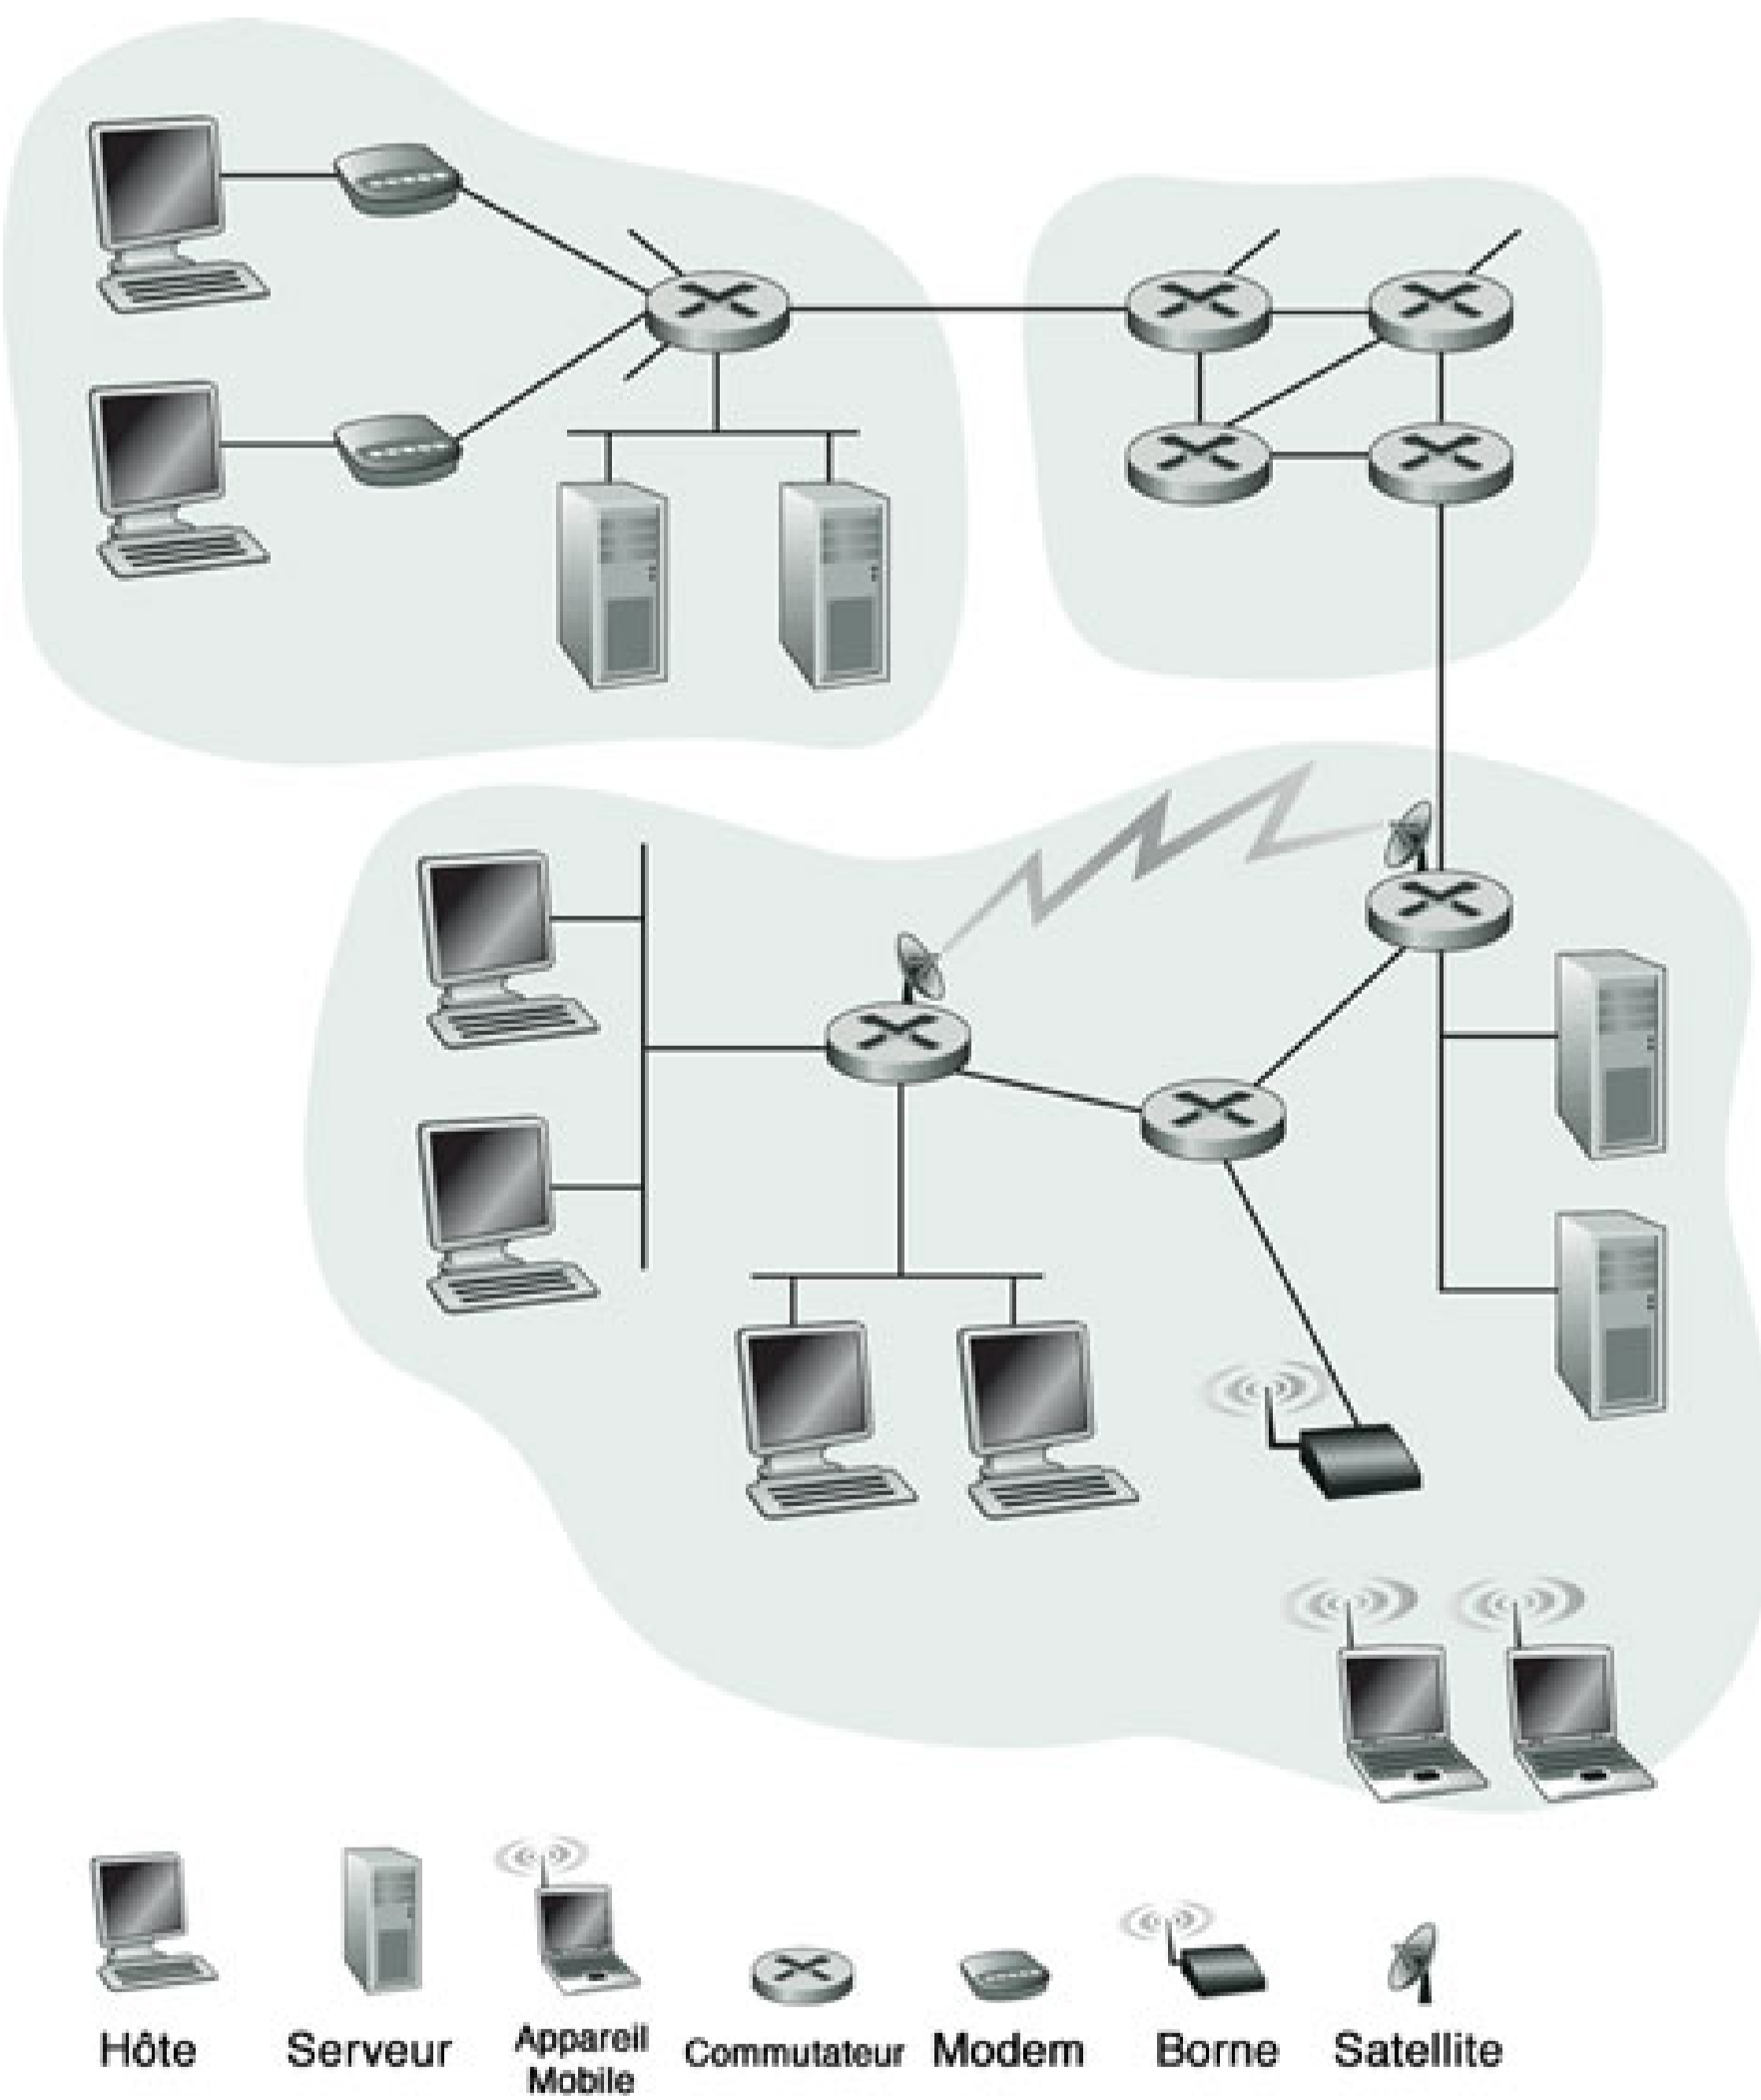 Hôte
Serveur
Appareil
Mobile
Commutateur
Modem
Borne
Satellite